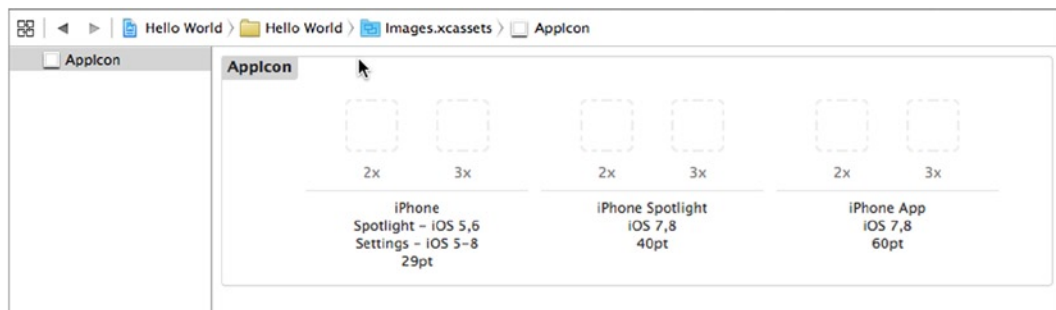 Hello World Hello World Images.xcassets AppIcon
AppIcon
AppIcon
2x 3x 2x 3x 2x 3x
iPhone
Spotlight – iOS 5,6
Settings – iOS 5–8
29pt
iPhone Spotlight
iOS 7,8
40pt
iPhone App
iOS 7,8
60pt